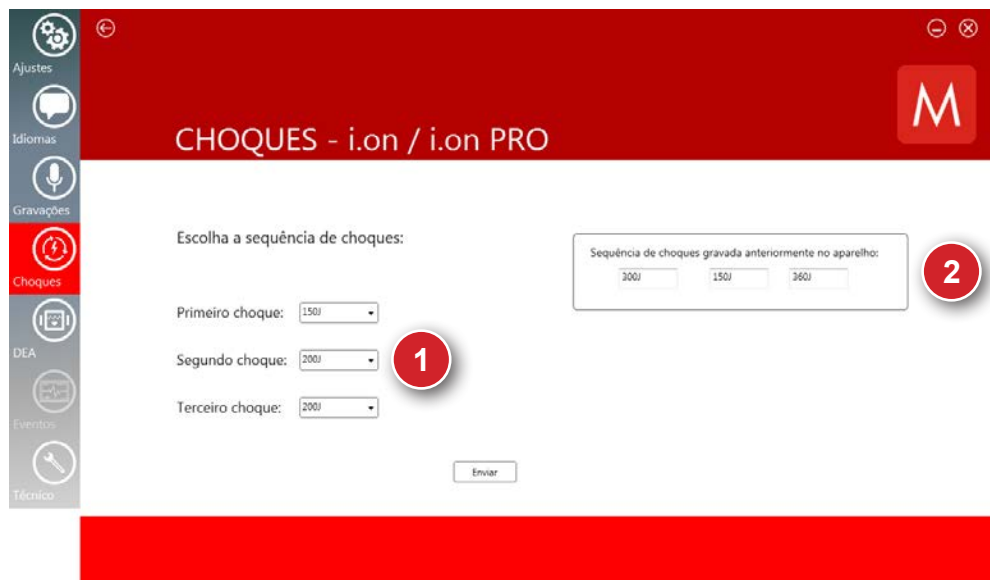 Ajustes
Idiomas
Gravações
Choques
DEA
Eventos
Técnico
M
CHOQUES - i.on / i.on PRO
Escolha a sequência de choques:
Primeiro choque: 150J
Segundo choque: 200J
Terceiro choque: 200J
1
Enviar
Sequência de choques gravada anteriormente no aparelho:
300J 150J 360J
2